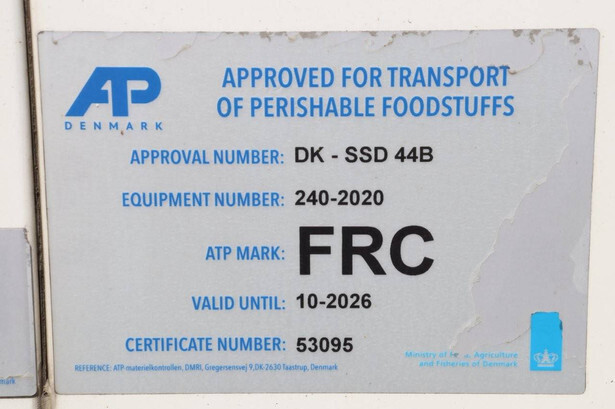 AP
DENMARK
APPROVED FOR TRANSPORT
OF PERISHABLE FOODSTUFFS
APPROVAL NUMBER: DK - SSD 44B
EQUIPMENT NUMBER: 240-2020
ATP MARK: FRC
VALID UNTIL: 10-2026
CERTIFICATE NUMBER: 53095
Ministry of Agriculture
and Fisheries of Denmark
REFERENCE: ATP-materielkontrollen, DMRI, Gregersensvej 9, DK-2630 Taastrup, Denmark